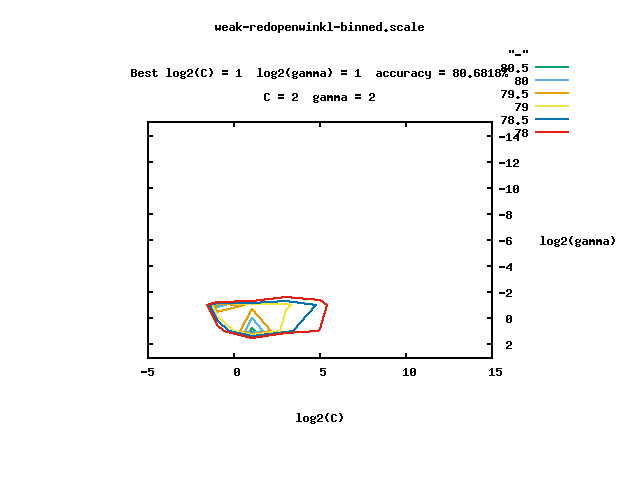 weak-redopenwinkl-binned.scale
"-"
Best log2(C) = 1  log2(gamma) = 1  accuracy = 80.6818%
80.5
80
79.5
79
78.5
78
C = 2  gamma = 2
-14
-12
-10
-8
-6
-4
-2
0
2
log2(gamma)
-5 0 5 10 15
log2(C)